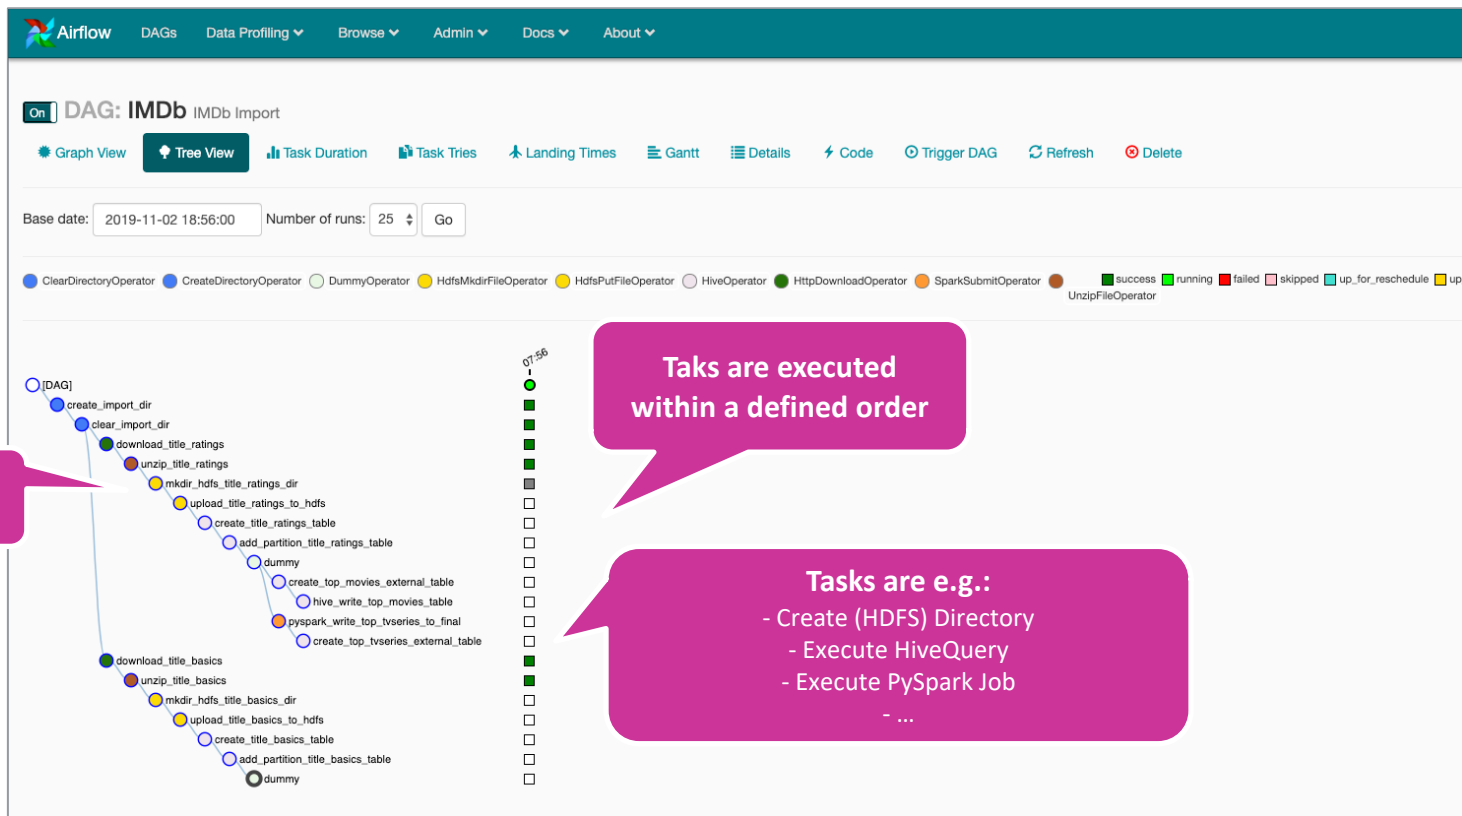 Airflow DAGs Data Profiling Browse Admin Docs About
On DAG: IMDb IMDb Import
Graph View Tree View Task Duration Task Tries Landing Times Gantt Details Code Trigger DAG Refresh Delete
Base date: 2019-11-02 18:56:00 Number of runs: 25 Go
ClearDirectoryOperator CreateDirectoryOperator DummyOperator HdfsMkdirFileOperator HdfsPutFileOperator HiveOperator HttpDownloadOperator SparkSubmitOperator UnzipFileOperator success running failed skipped up_for_reschedule up
07:56
[DAG]
create_import_dir
clear_import_dir
download_title_ratings
unzip_title_ratings
mkdir_hdfs_title_ratings_dir
upload_title_ratings_to_hdfs
create_title_ratings_table
add_partition_title_ratings_table
dummy
create_top_movies_external_table
hive_write_top_movies_table
pyspark_write_top_tvseries_to_final
create_top_tvseries_external_table
download_title_basics
unzip_title_basics
mkdir_hdfs_title_basics_dir
upload_title_basics_to_hdfs
create_title_basics_table
add_partition_title_basics_table
dummy
Taks are executed
within a defined order
Tasks are e.g.:
- Create (HDFS) Directory
- Execute HiveQuery
- Execute PySpark Job
- ...